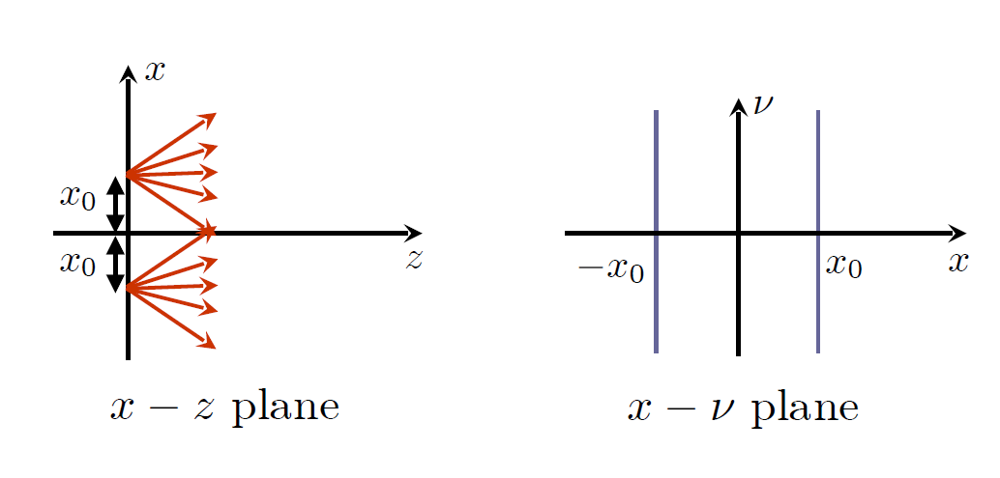 x
x₀
x₀
z
x − z plane
ν
−x₀
x₀
x
x − ν plane